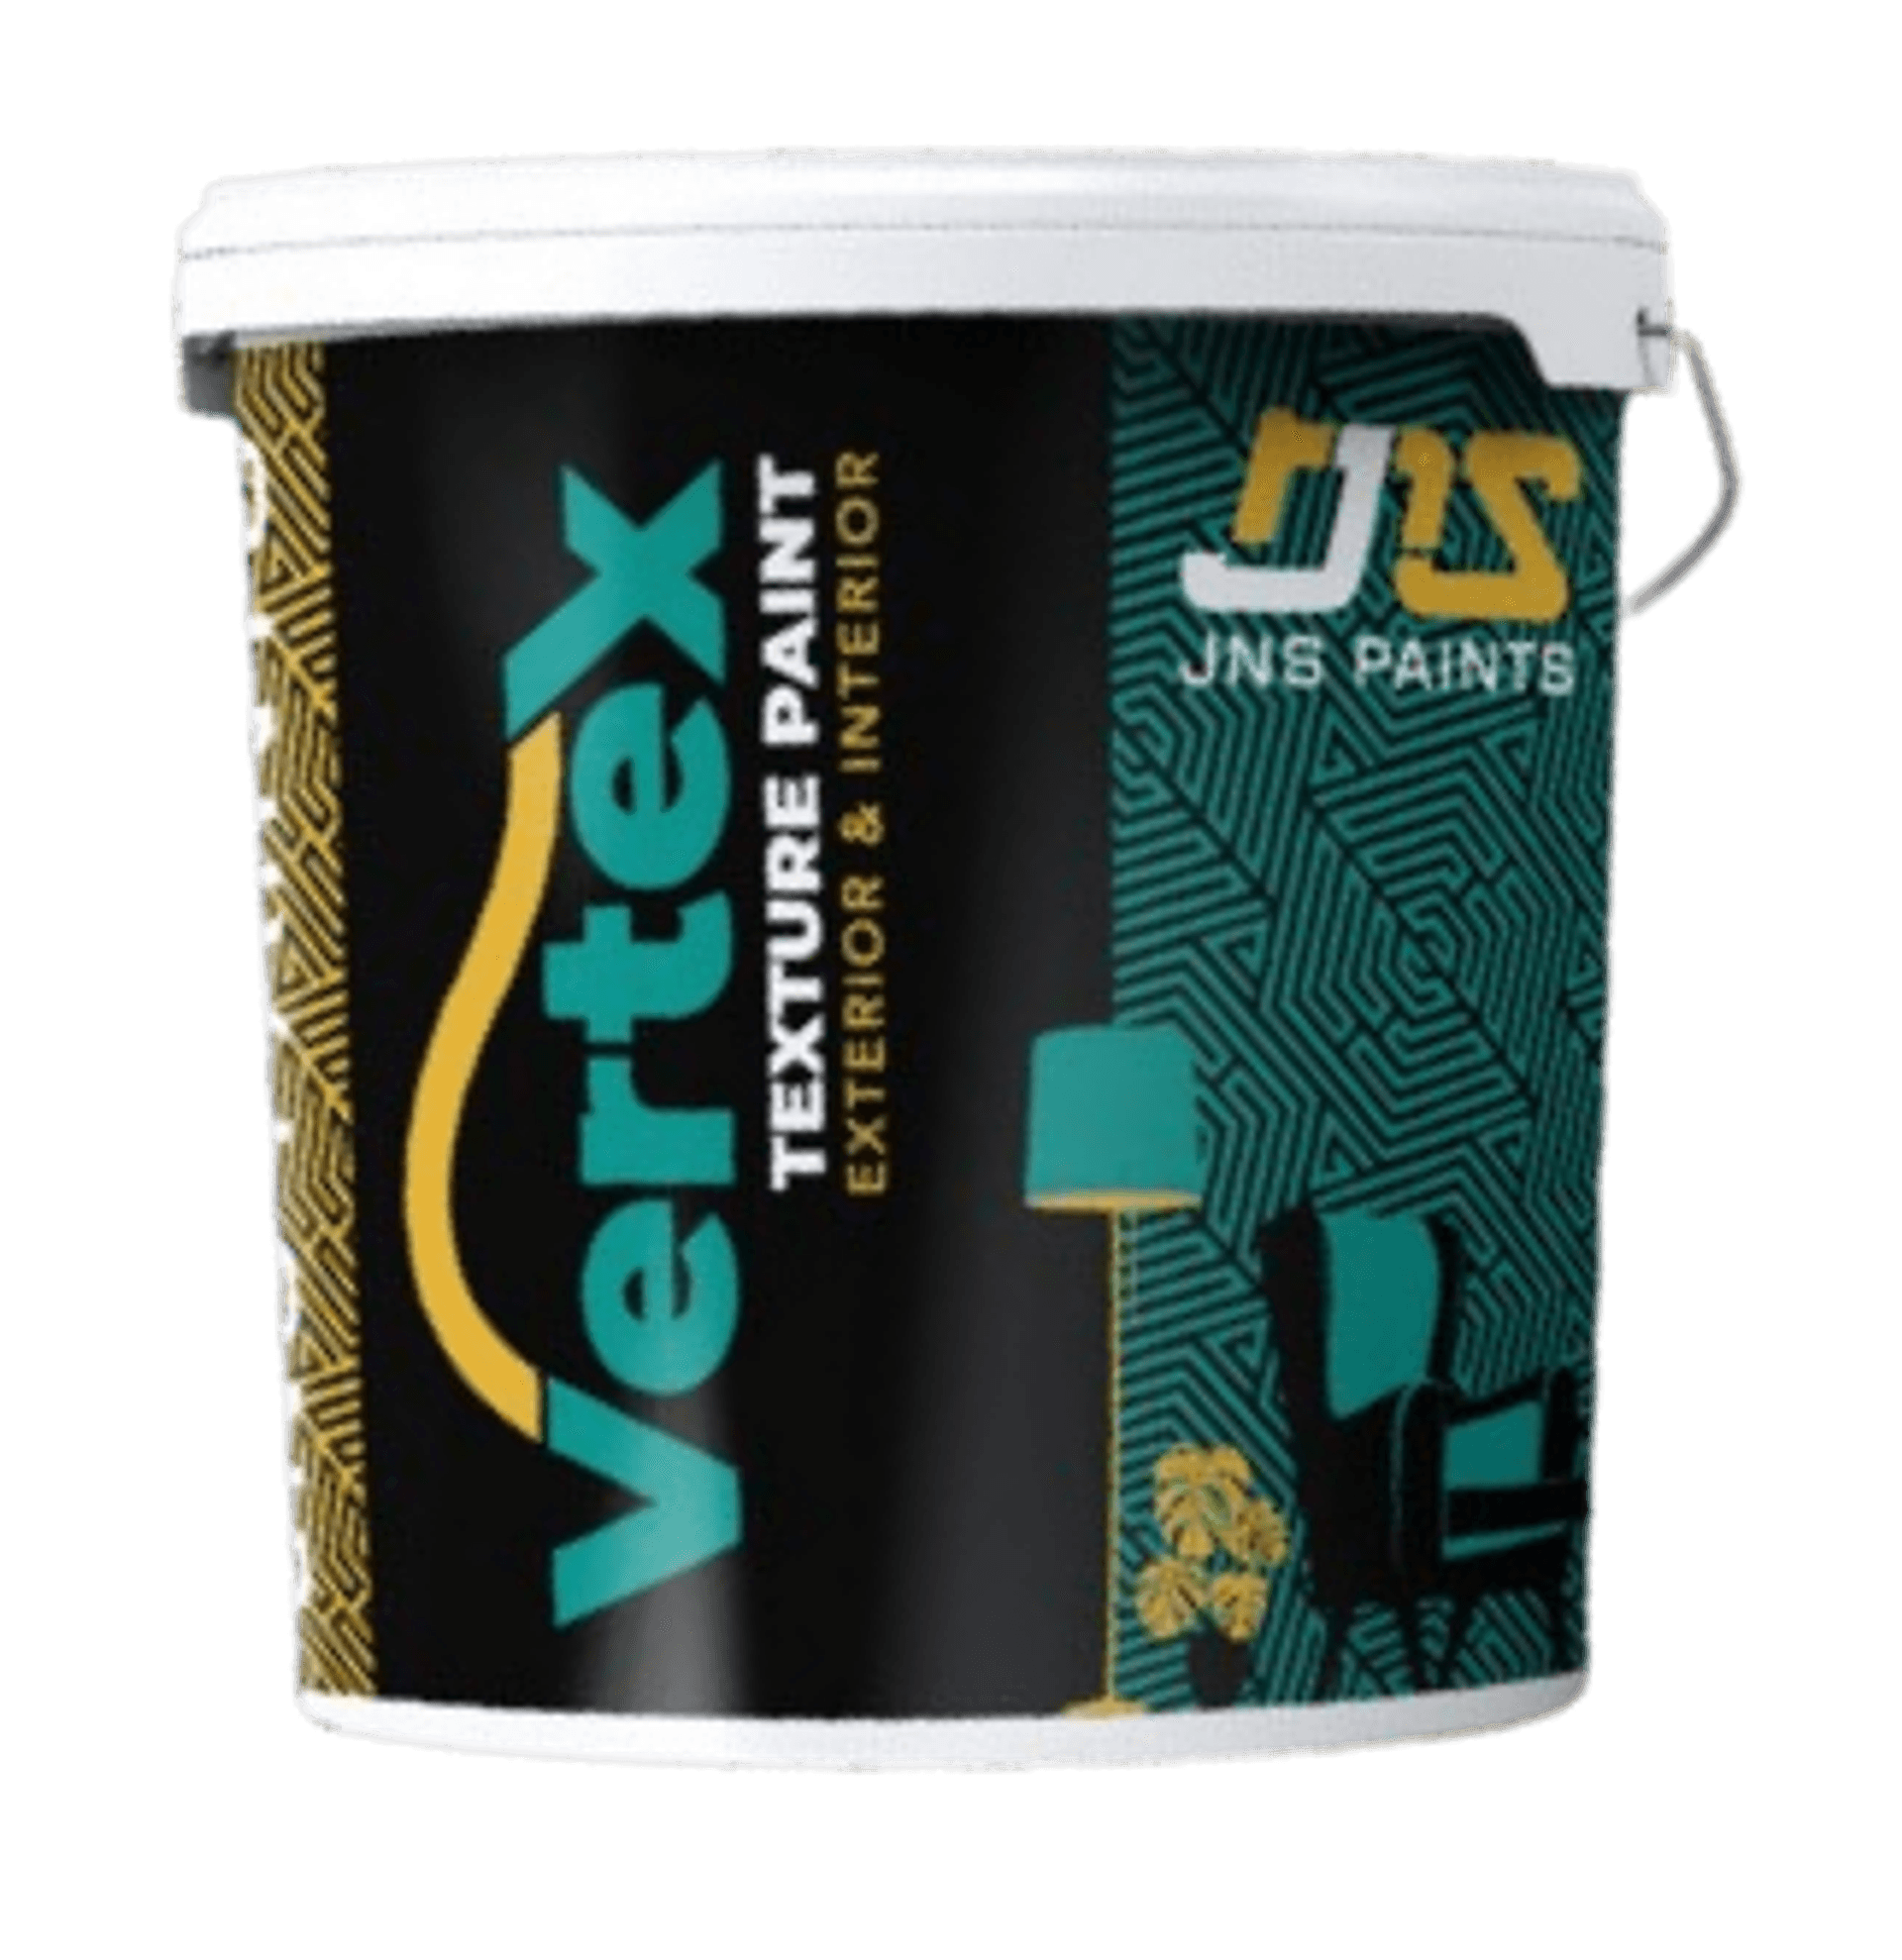 Vertex
TEXTURE PAINT
EXTERIOR & INTERIOR
JNS
JNS PAINTS